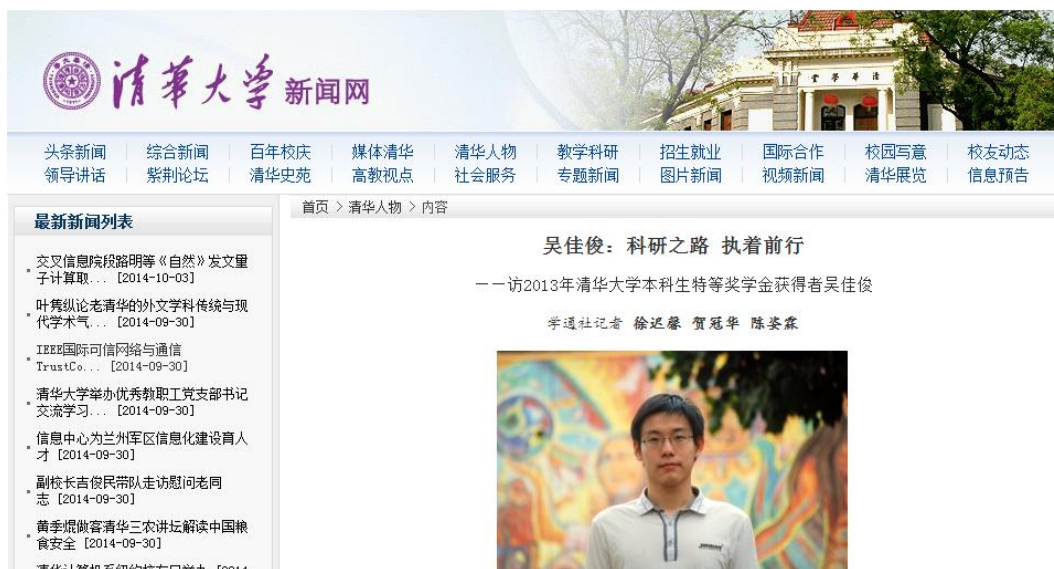 清華大学 新闻网
清華學堂
头条新闻 综合新闻 百年校庆 媒体清华 清华人物 教学科研 招生就业 国际合作 校园写意 校友动态
领导讲话 紫荆论坛 清华史苑 高教视点 社会服务 专题新闻 图片新闻 视频新闻 清华展览 信息预告
最新新闻列表
首页 > 清华人物 > 内容
吴佳俊：科研之路 执着前行
——访2013年清华大学本科生特等奖学金获得者吴佳俊
学通社记者 徐迟馨 贺冠华 陈姿霖
交叉信息院段路明等《自然》发文量
子计算取... [2014-10-03]
叶隽纵论老清华的外文学科传统与现
代学术气... [2014-09-30]
IEEE国际可信网络与通信
TrustCo... [2014-09-30]
清华大学举办优秀教职工党支部书记
交流学习... [2014-09-30]
信息中心为兰州军区信息化建设育人
才 [2014-09-30]
副校长吉俊民带队走访慰问老同
志 [2014-09-30]
黄季焜做客清华三农讲坛解读中国粮
食安全 [2014-09-30]